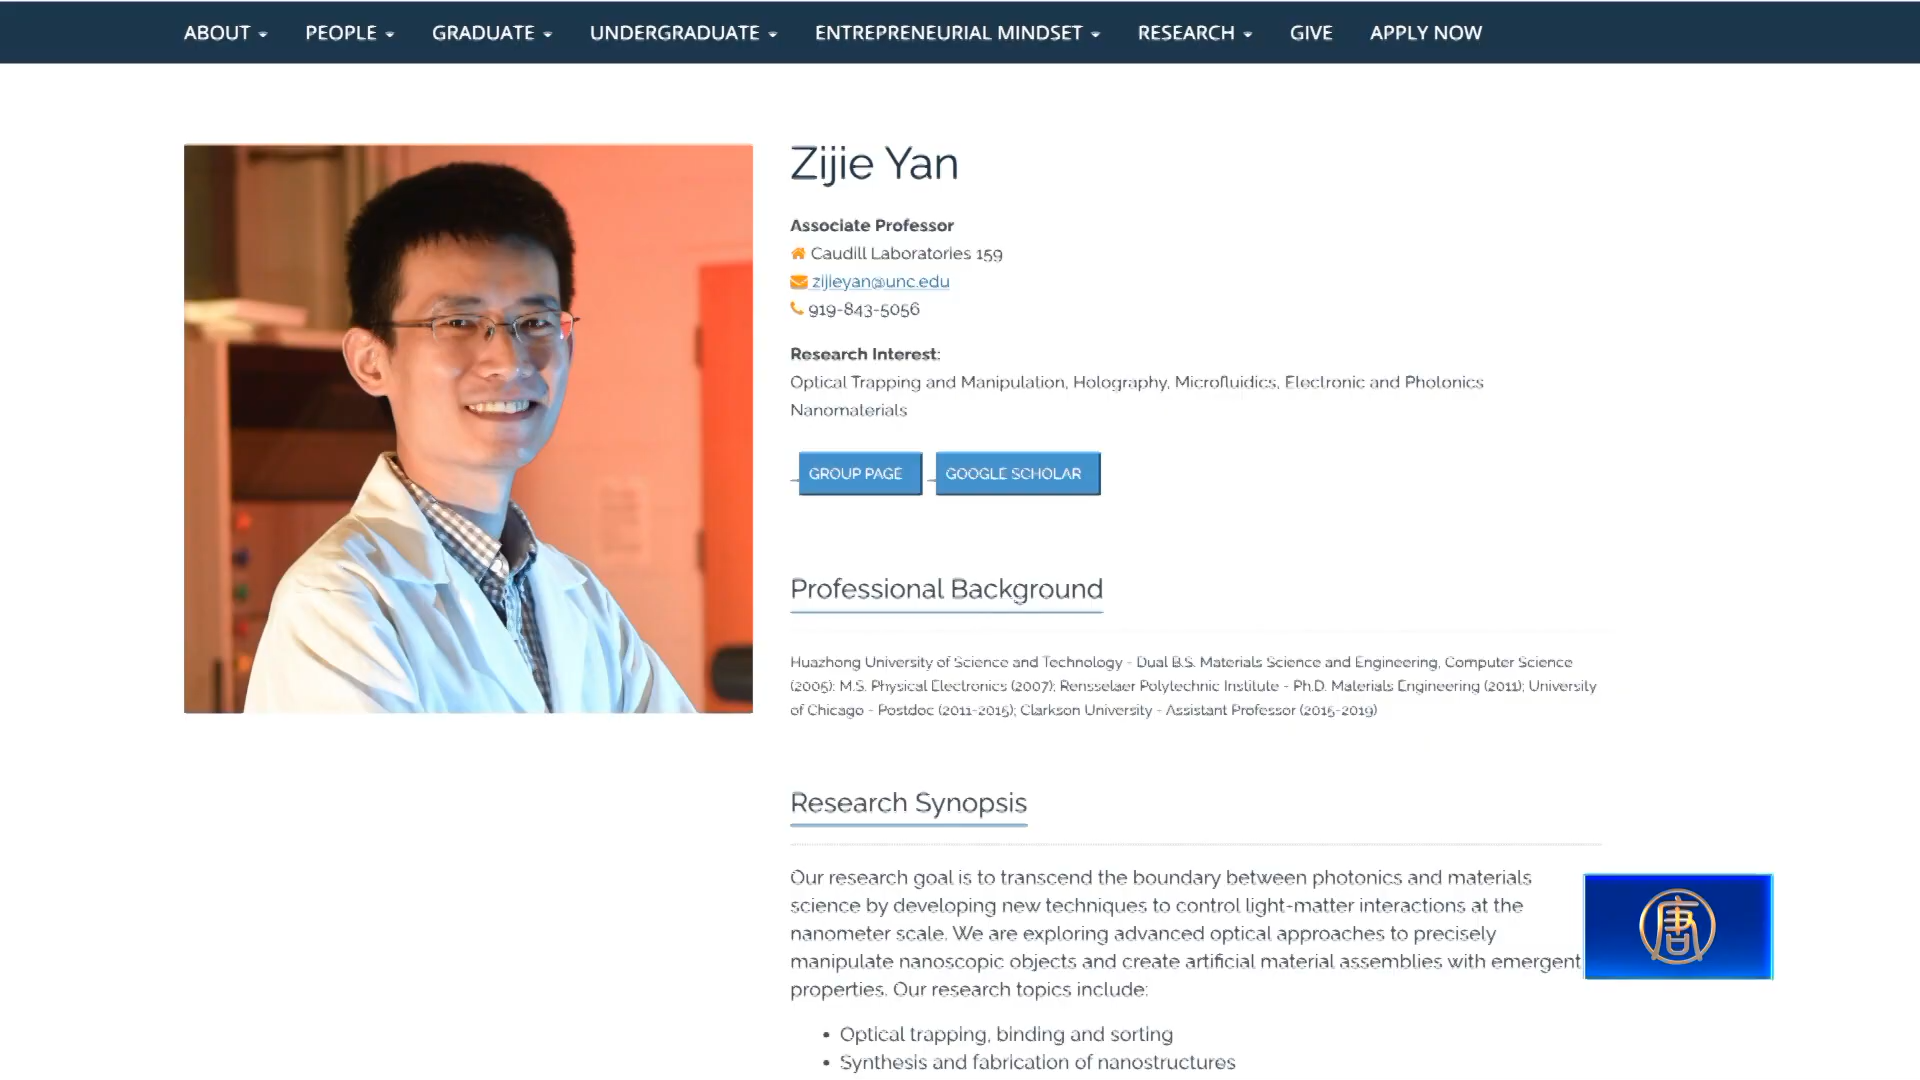 ABOUT PEOPLE GRADUATE UNDERGRADUATE ENTREPRENEURIAL MINDSET RESEARCH GIVE APPLY NOW
Zijie Yan
Associate Professor
Caudill Laboratories 159
zijieyan@unc.edu
919-843-5056
Research Interest:
Optical Trapping and Manipulation, Holography, Microfluidics, Electronic and Photonics
Nanomaterials
GROUP PAGE GOOGLE SCHOLAR
Professional Background
Huazhong University of Science and Technology - Dual B.S. Materials Science and Engineering, Computer Science
(2005); M.S. Physical Electronics (2007); Rensselaer Polytechnic Institute - Ph.D. Materials Engineering (2011); University
of Chicago - Postdoc (2011-2015); Clarkson University - Assistant Professor (2015-2019)
Research Synopsis
Our research goal is to transcend the boundary between photonics and materials
science by developing new techniques to control light-matter interactions at the
nanometer scale. We are exploring advanced optical approaches to precisely
manipulate nanoscopic objects and create artificial material assemblies with emergent
properties. Our research topics include:
• Optical trapping, binding and sorting
• Synthesis and fabrication of nanostructures
唐